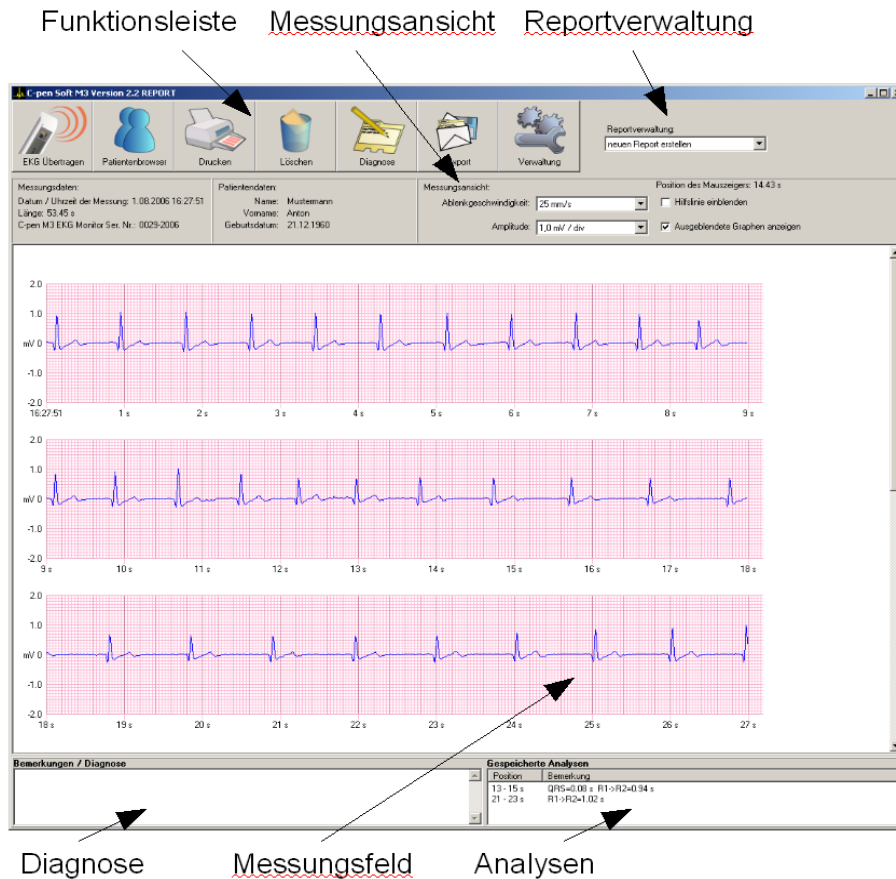 Funktionsleiste Messungsansicht Reportverwaltung
C-pen Soft M3 Version 2.2 REPORT
EKG Übertragen Patientenbrowser Drucken Löschen Diagnose Export Verwaltung
Reportverwaltung:
neuen Report erstellen
Messungsdaten:
Datum / Uhrzeit der Messung: 1.08.2006 16:27:51
Länge: 53.45 s
C-pen M3 EKG Monitor Ser. Nr.: 0029-2006
Patientendaten:
Name: Mustermann
Vorname: Anton
Geburtsdatum: 21.12.1960
Messungsansicht:
Ablenkgeschwindigkeit: 25 mm/s
Amplitude: 1,0 mV / div
Position des Mauszeigers: 14.43 s
Hilfslinie einblenden
Ausgeblendete Graphen anzeigen
2.0
1.0
mV 0
-1.0
-2.0
16:27:51 1 s 2 s 3 s 4 s 5 s 6 s 7 s 8 s 9 s
2.0
1.0
mV 0
-1.0
-2.0
9 s 10 s 11 s 12 s 13 s 14 s 15 s 16 s 17 s 18 s
2.0
1.0
mV 0
-1.0
-2.0
18 s 19 s 20 s 21 s 22 s 23 s 24 s 25 s 26 s 27 s
Bemerkungen / Diagnose
Gespeicherte Analysen
Position Bemerkung
13 - 15 s QRS=0.08 s R1->R2=0.94 s
21 - 23 s R1->R2=1.02 s
Diagnose Messungsfeld Analysen